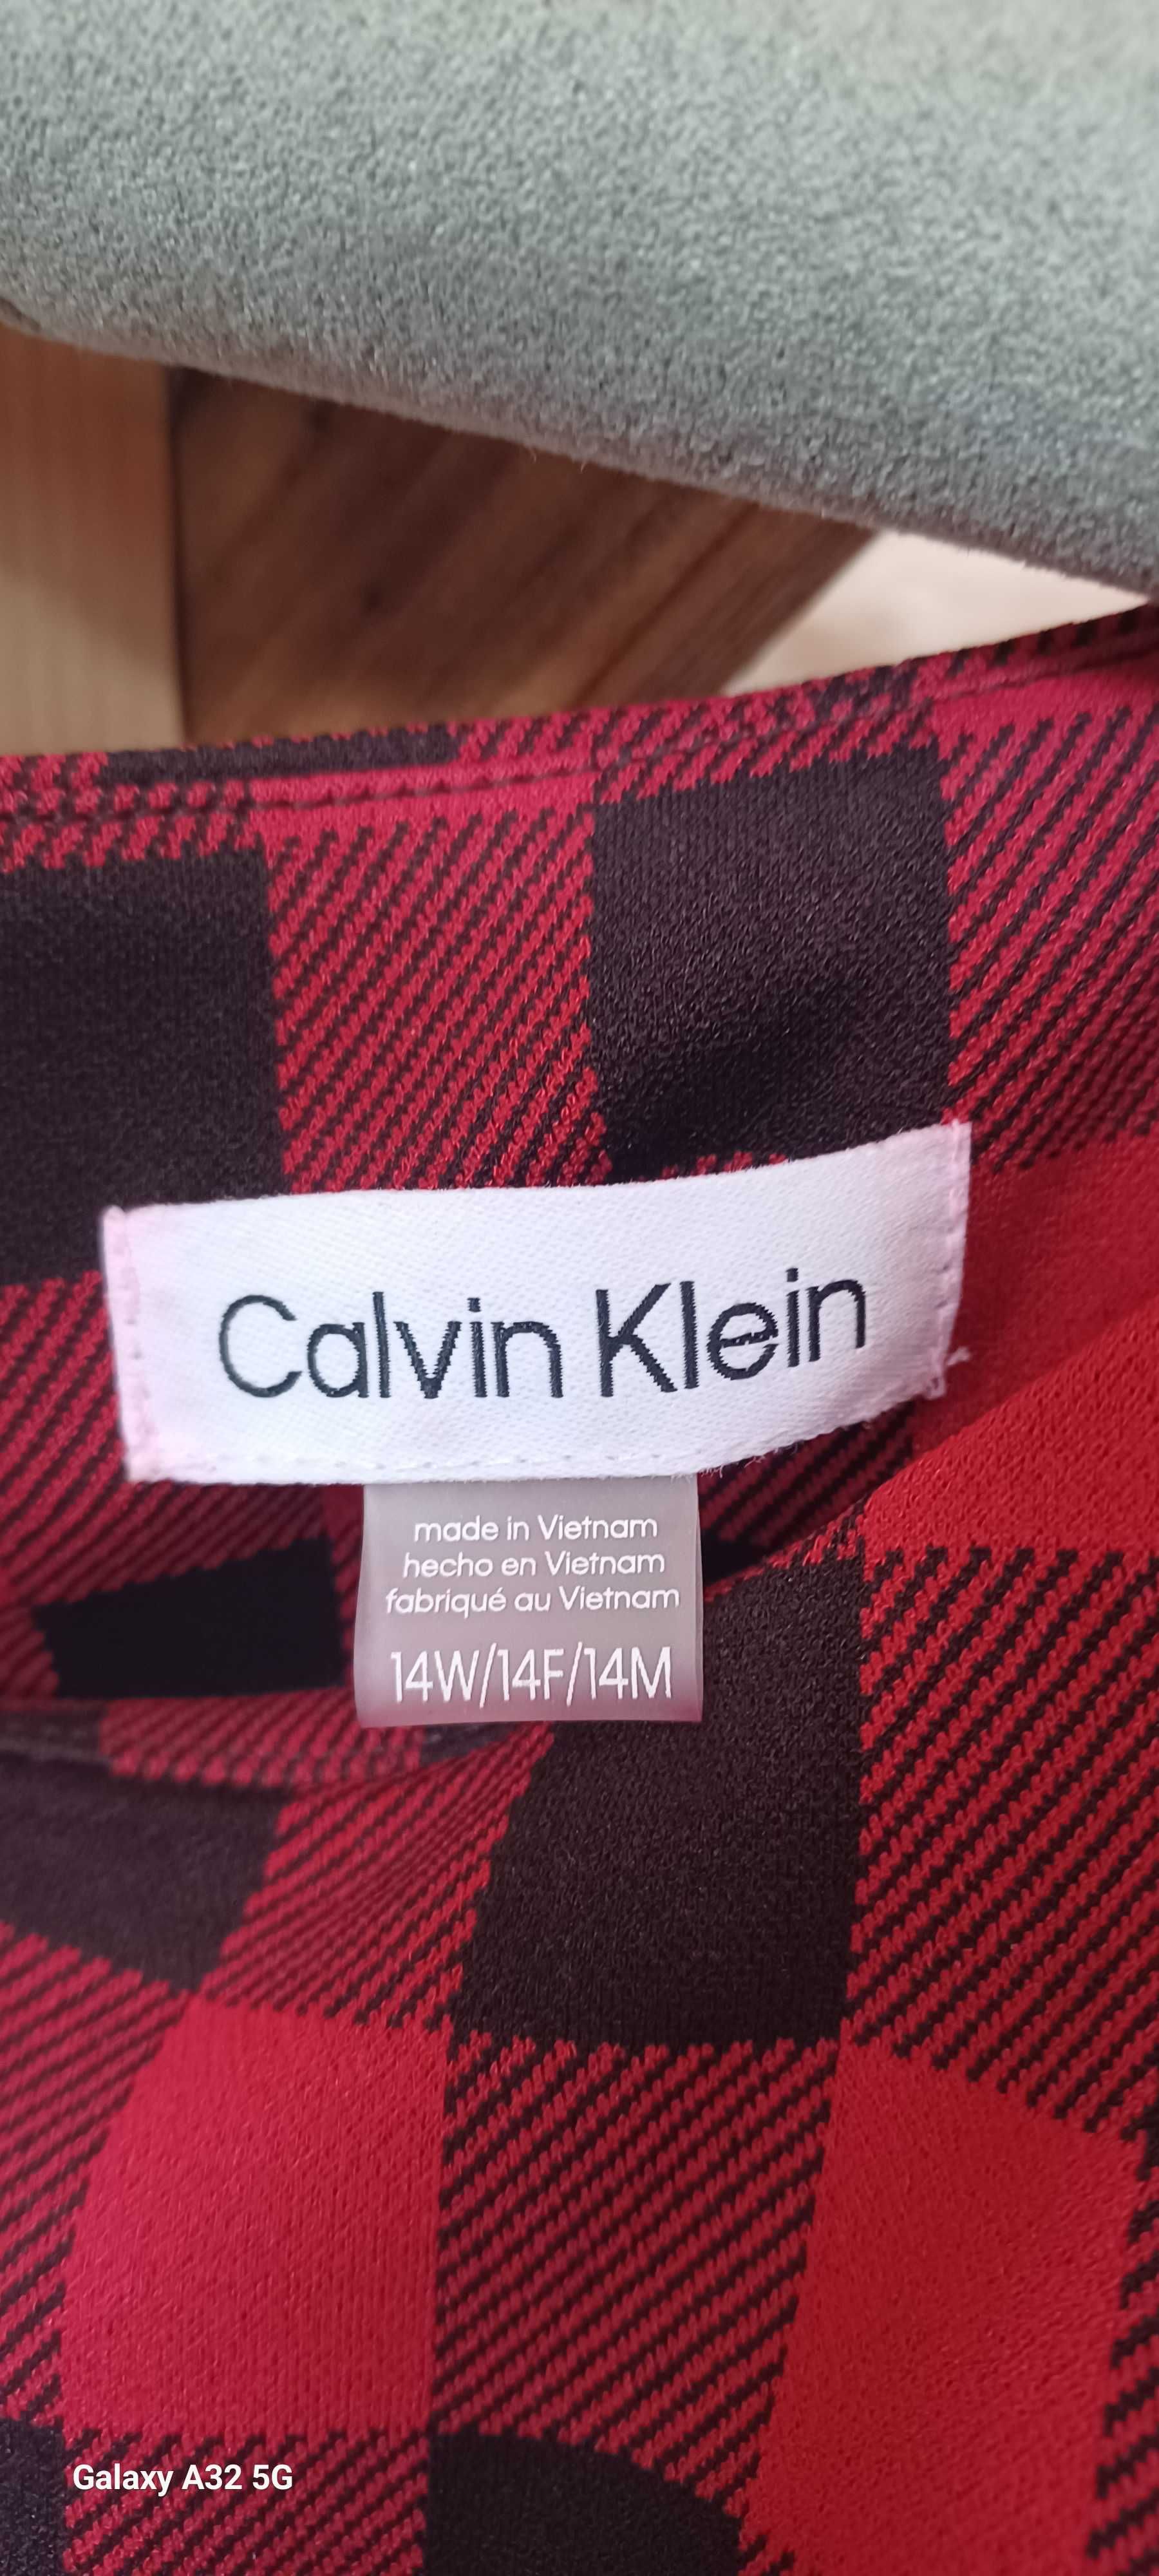 Calvin Klein
made in Vietnam
hecho en Vietnam
fabriqué au Vietnam
14W/14F/14M
Galaxy A32 5G